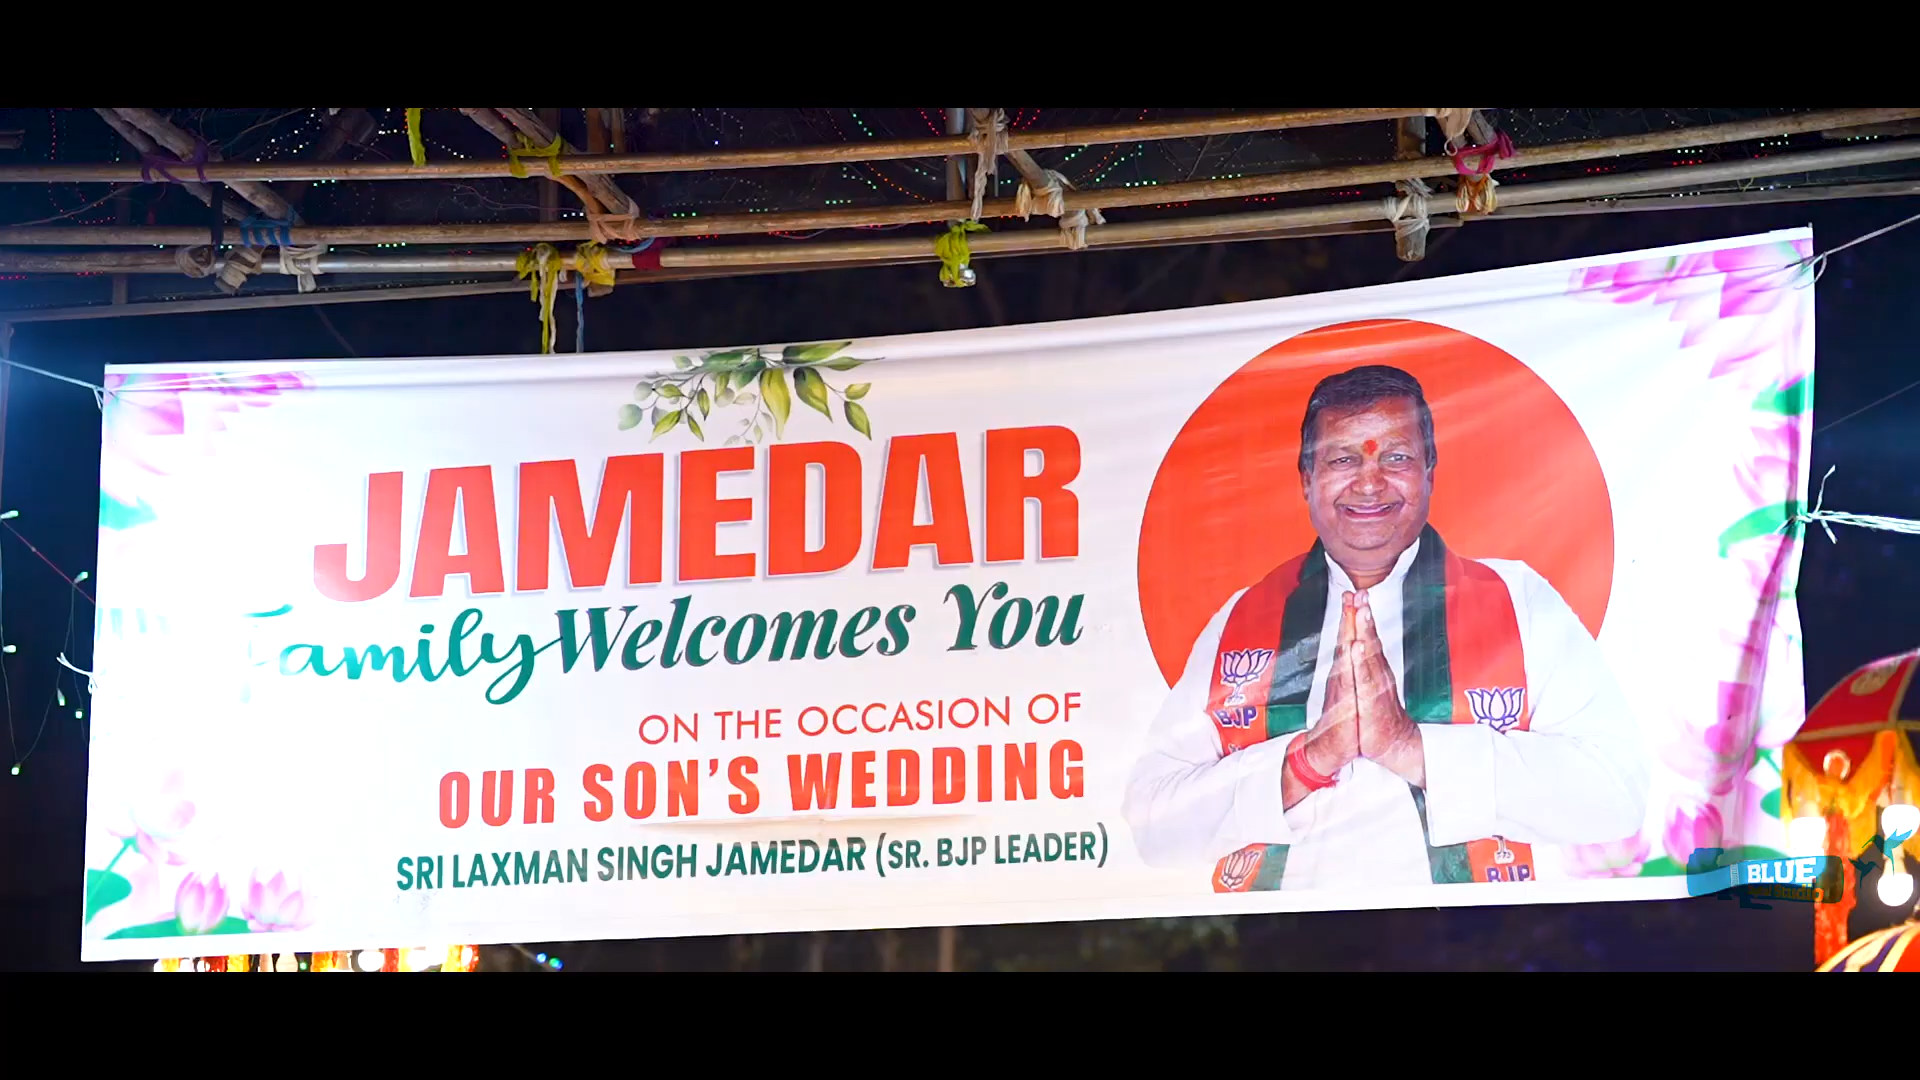 JAMEDAR
Family Welcomes You
ON THE OCCASION OF
OUR SON'S WEDDING
SRI LAXMAN SINGH JAMEDAR (SR. BJP LEADER)
BJP
BJP
BLUE